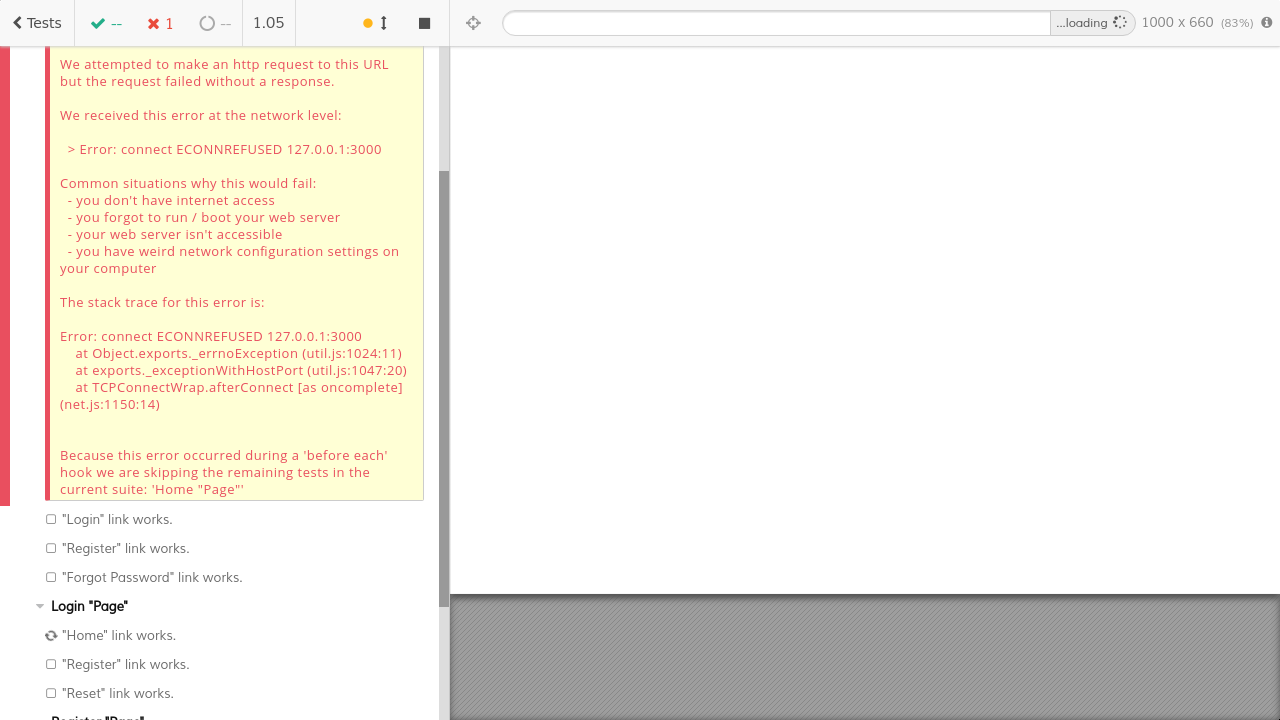 Tests -- 1 -- 1.05 ...loading 1000 x 660 (83%)
We attempted to make an http request to this URL
but the request failed without a response.
We received this error at the network level:
> Error: connect ECONNREFUSED 127.0.0.1:3000
Common situations why this would fail:
- you don't have internet access
- you forgot to run / boot your web server
- your web server isn't accessible
- you have weird network configuration settings on
your computer
The stack trace for this error is:
Error: connect ECONNREFUSED 127.0.0.1:3000
at Object.exports._errnoException (util.js:1024:11)
at exports._exceptionWithHostPort (util.js:1047:20)
at TCPConnectWrap.afterConnect [as oncomplete]
(net.js:1150:14)
Because this error occurred during a 'before each'
hook we are skipping the remaining tests in the
current suite: 'Home "Page"'
"Login" link works.
"Register" link works.
"Forgot Password" link works.
Login "Page"
"Home" link works.
"Register" link works.
"Reset" link works.
Register "Page"